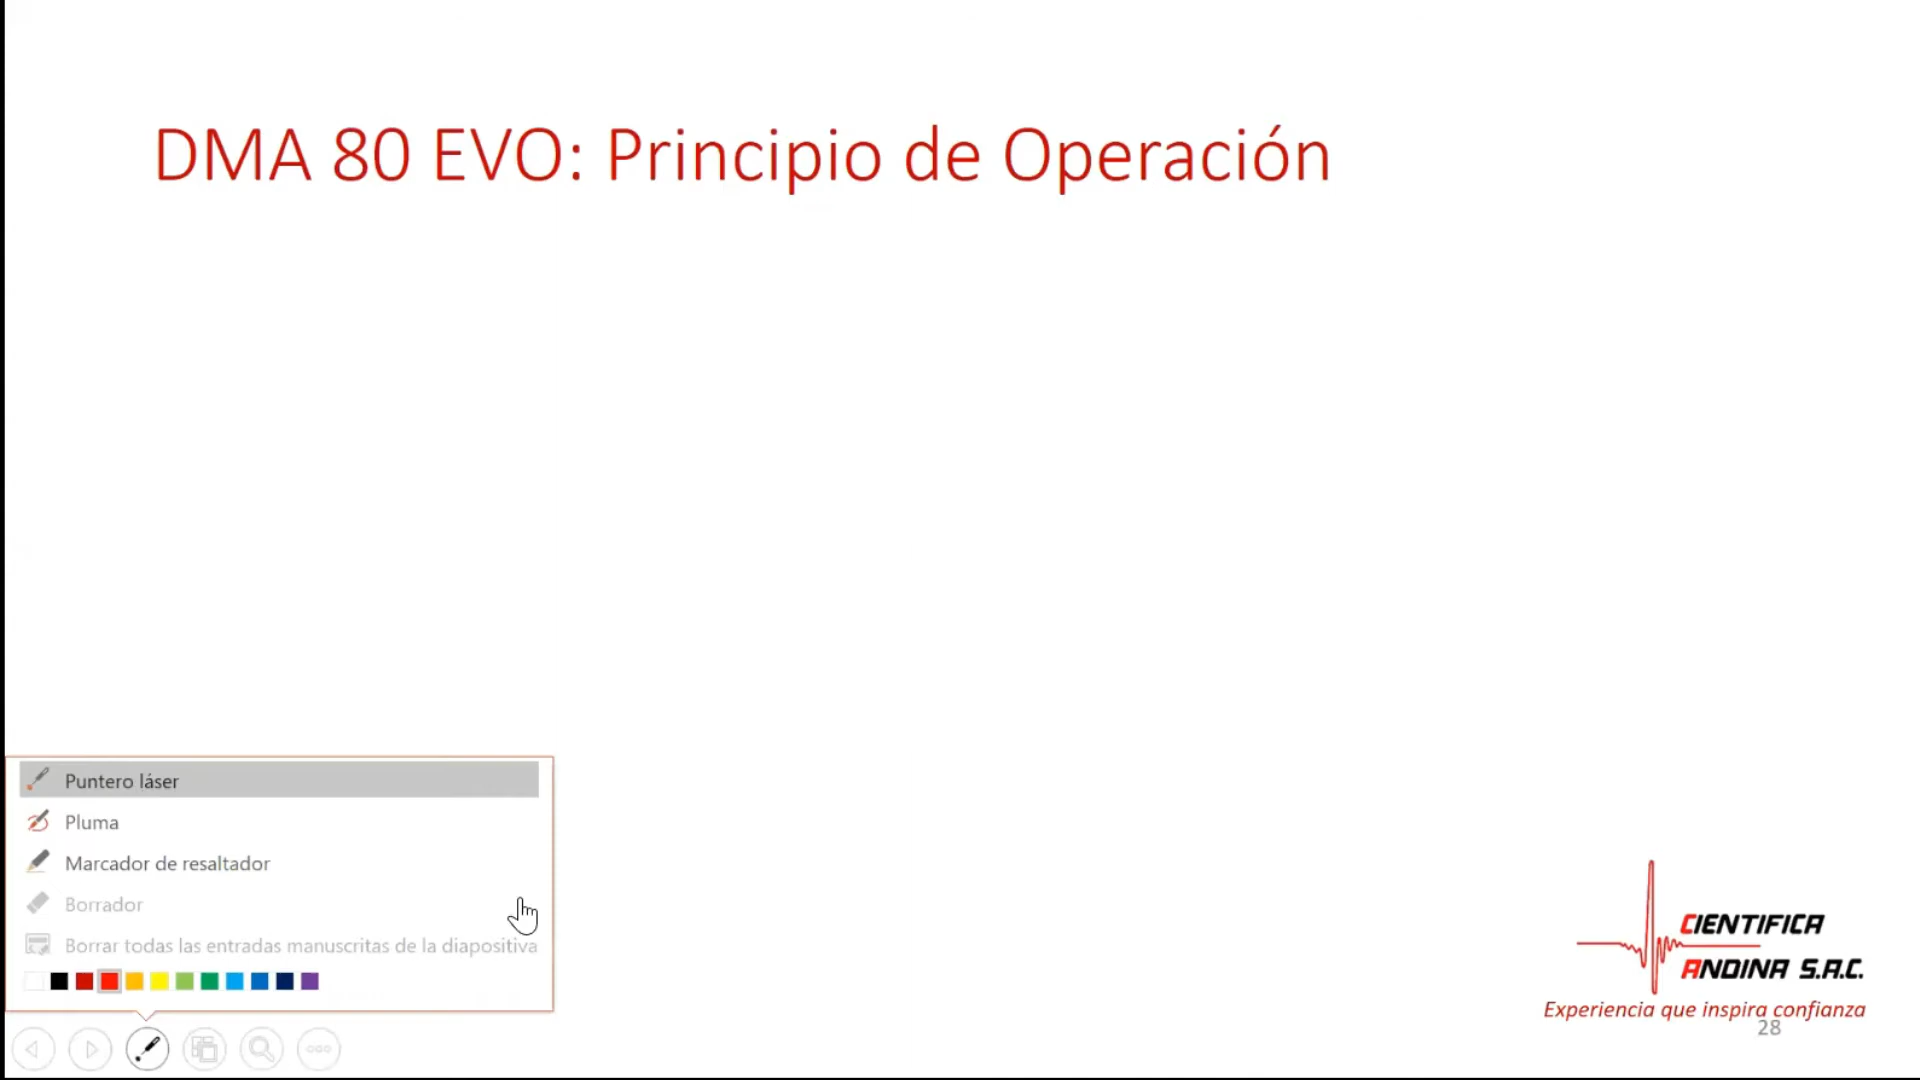 DMA 80 EVO: Principio de Operación
Puntero láser
Pluma
Marcador de resaltador
Borrador
Borrar todas las entradas manuscritas de la diapositiva
CIENTIFICA
ANDINA S.A.C.
Experiencia que inspira confianza
28